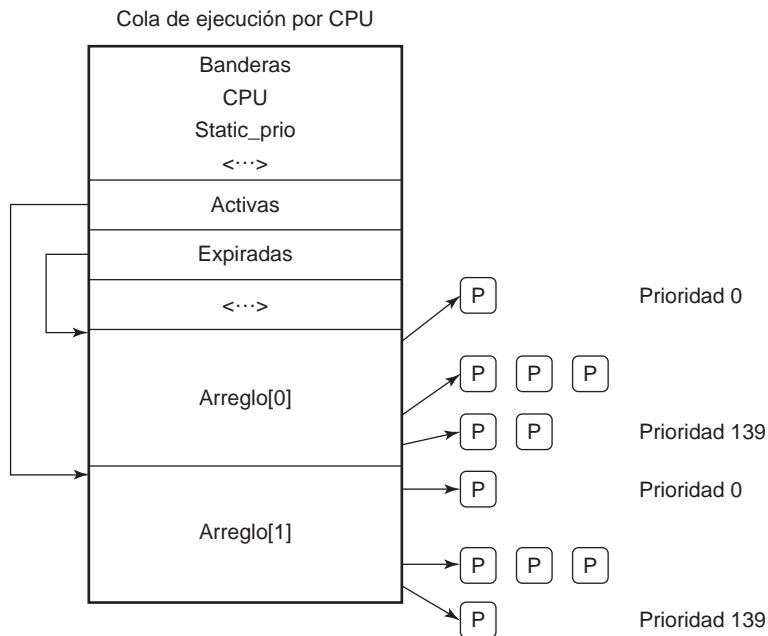 Cola de ejecución por CPU
Banderas
CPU
Static_prio
<···>
Activas
Expiradas
<···>
P Prioridad 0
P P P
Arreglo[0]
P P Prioridad 139
P Prioridad 0
Arreglo[1]
P P P
P Prioridad 139